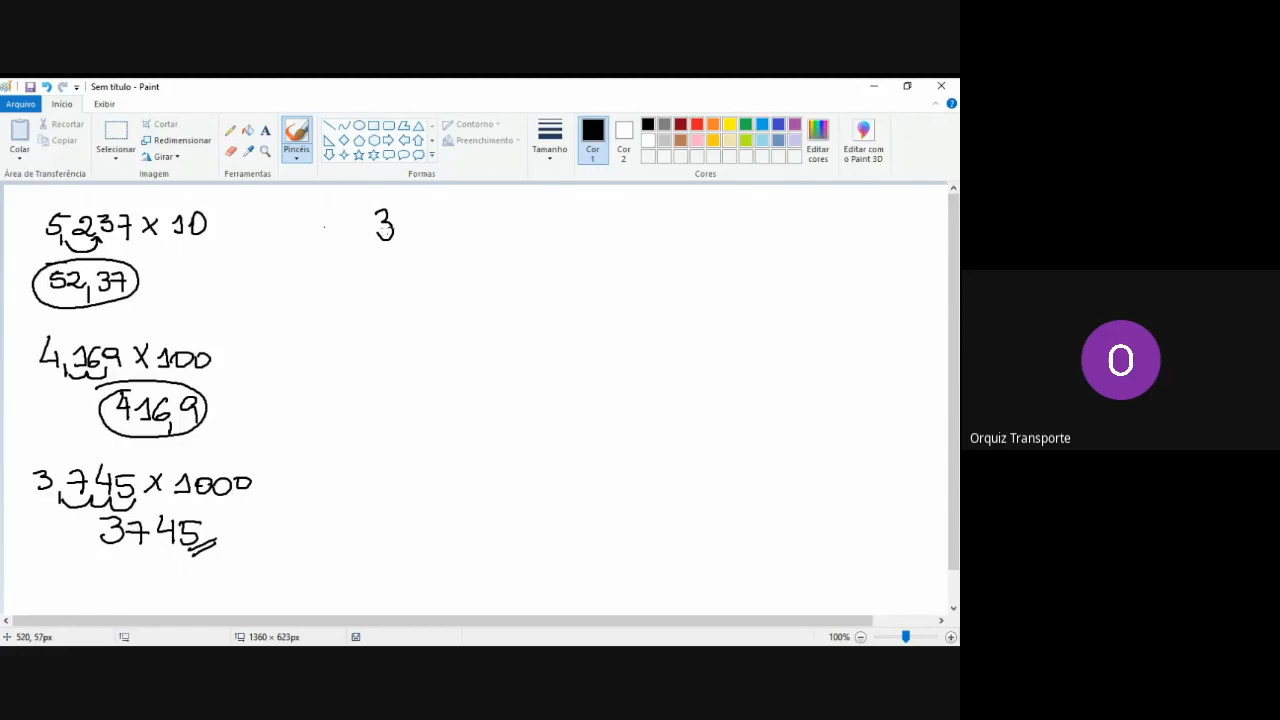 Sem título - Paint
Arquivo Início Exibir
Colar
Recortar
Copiar
Área de Transferência
Selecionar
Cortar
Redimensionar
Girar
Imagem
A
Ferramentas
Pincéis
Contorno
Preenchimento
Formas
Tamanho
Cor 1
Cor 2
Editar cores
Editar com o Paint 3D
Cores
5,237 x 10
52,37
4,169 x 100
416,9
3,745 x 1000
3745
3
O
Orquiz Transporte
520, 57px
1360 × 623px
100%